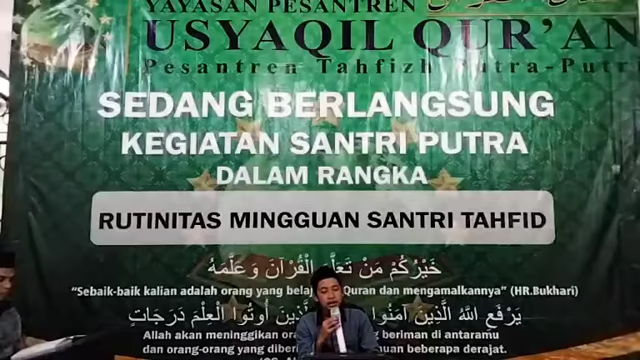 YAYASAN PESANTREN
USYAQIL QUR'AN
Pesantren Tahfizh Putra-Putri
SEDANG BERLANGSUNG
KEGIATAN SANTRI PUTRA
DALAM RANGKA
RUTINITAS MINGGUAN SANTRI TAHFID
خَيْرُكُمْ مَنْ تَعَلَّمَ الْقُرْآنَ وَعَلَّمَهُ
“Sebaik-baik kalian adalah orang yang Quran dan mengamalkannya” (HR.Bukhari)
يَرْفَعِ اللَّهُ الَّذِينَ آمَنُوا الَّذِينَ أُوتُوا الْعِلْمَ دَرَجَاتٍ
Allah akan meninggikan beriman di antaramu
dan orang-orang yang beberapa derajat.